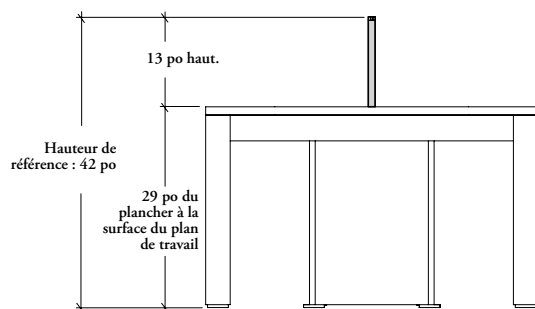 13 po haut.
Hauteur de
référence : 42 po
29 po du
plancher à la
surface du plan
de travail